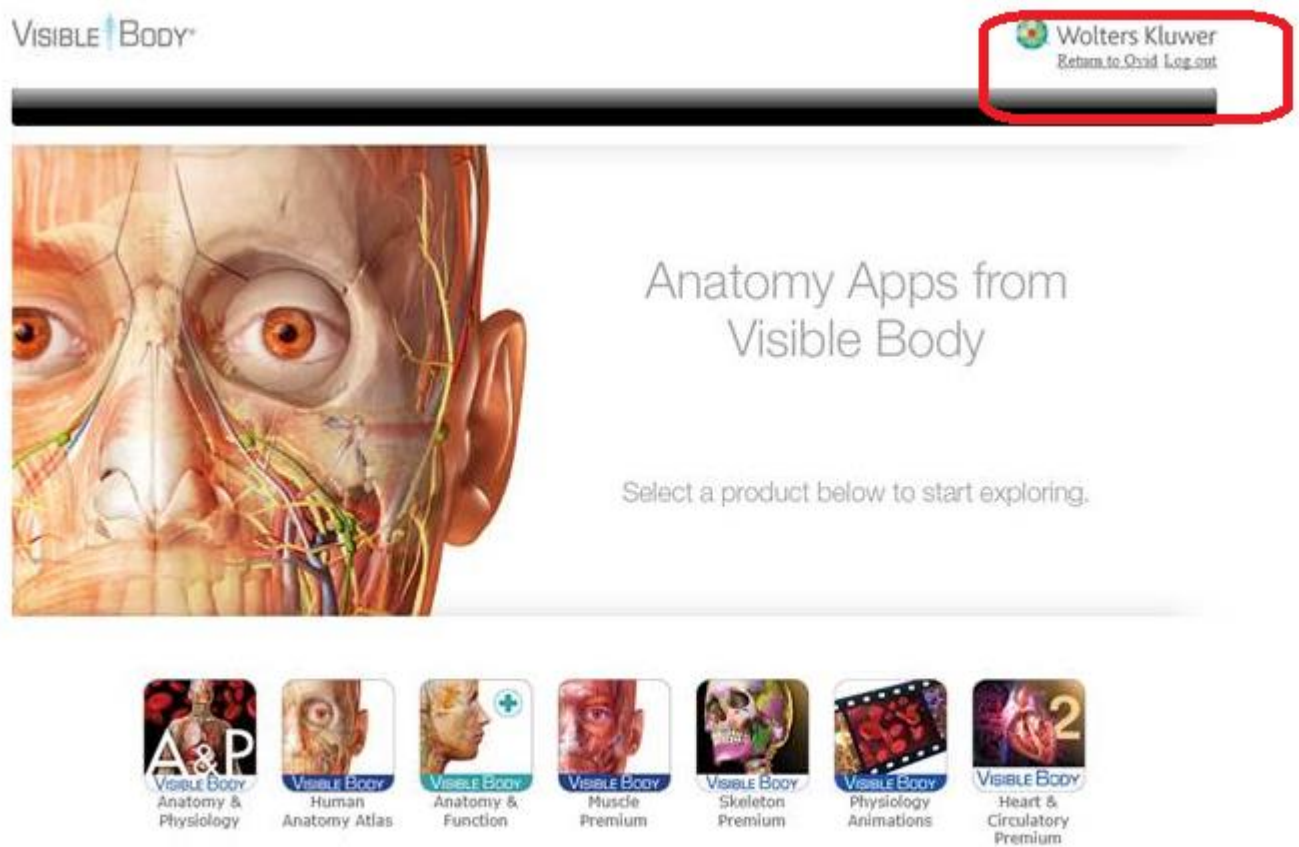 VISIBLE BODY®
Wolters Kluwer
Return to Ovid Log out
Anatomy Apps from
Visible Body
Select a product below to start exploring.
A&P
VISIBLE BODY
Anatomy &
Physiology
VISIBLE BODY
Human
Anatomy Atlas
VISIBLE BODY
Anatomy &
Function
VISIBLE BODY
Muscle
Premium
VISIBLE BODY
Skeleton
Premium
VISIBLE BODY
Physiology
Animations
2
VISIBLE BODY
Heart &
Circulatory
Premium